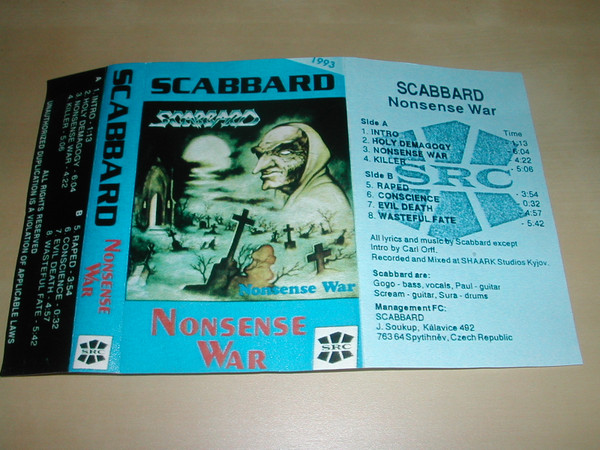 A 1. INTRO - 1:13
2. HOLY DEMAGOGY - 6:04
3. NONSENSE WAR - 4:22
4. KILLER - 5:06
B 5. RAPED - 3:54
6. CONSCIENCE - 0:32
7. EVIL DEATH - 4:57
8. WASTEFUL FATE - 5:42
ALL RIGHTS RESERVED
UNAUTHORIZED DUPLICATION IS A VIOLATION OF APPLICABLE LAWS
SCABBARD
NONSENSE
WAR
SRC
1993
SCABBARD
SCABBARD
Nonsense War
NONSENSE
WAR
SRC
SCABBARD
Nonsense War
Side A Time
1. INTRO - 1,13
2. HOLY DEMAGOGY - 6:04
3. NONSENSE WAR - 4:22
4. KILLER - 5:06
SRC
Side B
5. RAPED - 3:54
6. CONSCIENCE - 0:32
7. EVIL DEATH - 4,57
8. WASTEFUL FATE - 5:42
All lyrics and music by Scabbard except
Intro by Carl Orff.
Recorded and Mixed at SHAARK Studios Kyjov.
Scabbard are:
Gogo - bass, vocals, Paul - guitar
Scream - guitar, Sura - drums
Management FC:
SCABBARD
J. Soukup, Kálavice 492
763 64 Spytihněv, Czech Republic